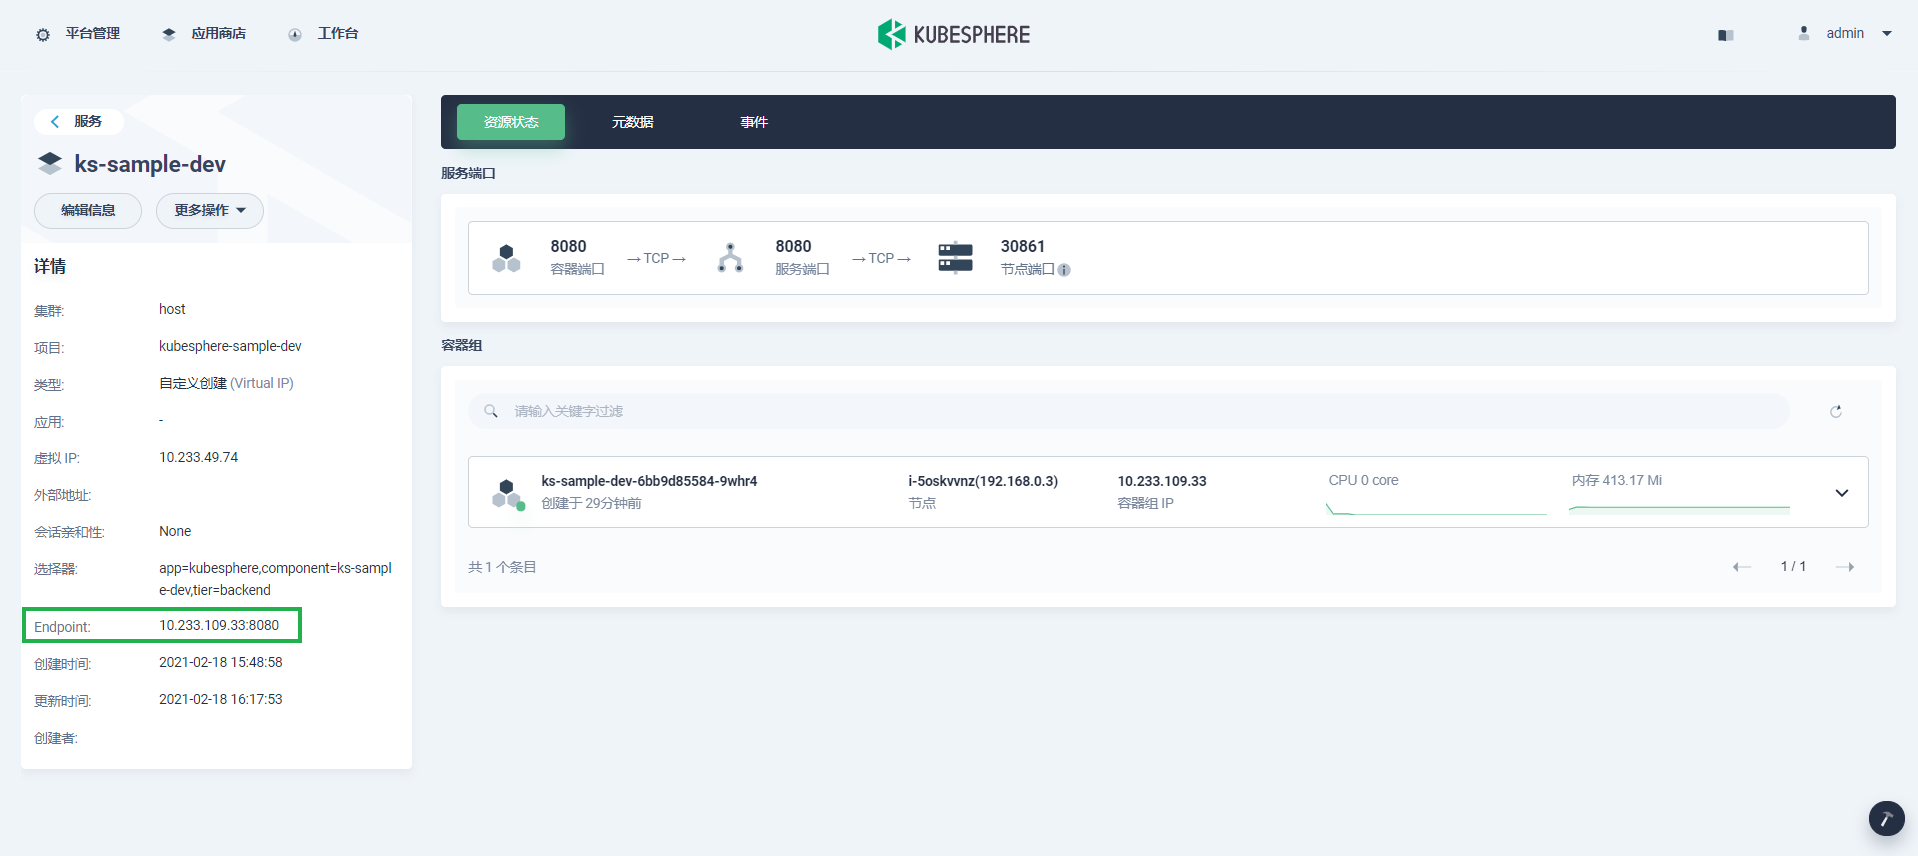 平台管理
应用商店
工作台
KUBESPHERE
admin
服务
ks-sample-dev
编辑信息
更多操作
详情
集群: host
项目: kubesphere-sample-dev
类型: 自定义创建 (Virtual IP)
应用: -
虚拟 IP: 10.233.49.74
外部地址:
会话亲和性: None
选择器: app=kubesphere,component=ks-sampl
e-dev,tier=backend
Endpoint: 10.233.109.33:8080
创建时间: 2021-02-18 15:48:58
更新时间: 2021-02-18 16:17:53
创建者:
资源状态
元数据
事件
服务端口
8080
容器端口
→TCP→
8080
服务端口
→TCP→
30861
节点端口
容器组
请输入关键字过滤
ks-sample-dev-6bb9d85584-9whr4
创建于 29分钟前
i-5oskvvnz(192.168.0.3)
节点
10.233.109.33
容器组 IP
CPU 0 core
内存 413.17 Mi
共 1 个条目
1 / 1